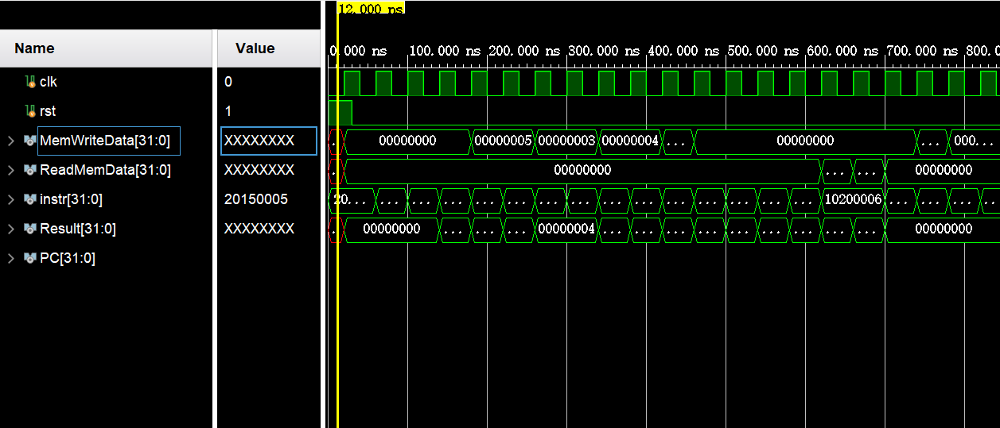 12.000 ns
Name Value
0.000 ns 100.000 ns 200.000 ns 300.000 ns 400.000 ns 500.000 ns 600.000 ns 700.000 ns 800.0
clk 0
rst 1
MemWriteData[31:0] XXXXXXXX . 00000000 00000005 00000003 00000004 ... 00000000 ... 000...
ReadMemData[31:0] XXXXXXXX . 00000000 ... ... 00000000
instr[31:0] 20150005 20... ... ... ... ... ... ... ... ... ... ... ... ... ... 10200006 ... ... ... ...
Result[31:0] XXXXXXXX . 00000000 ... ... ... 00000004 ... ... ... ... ... ... ... ... ... 00000000
PC[31:0]